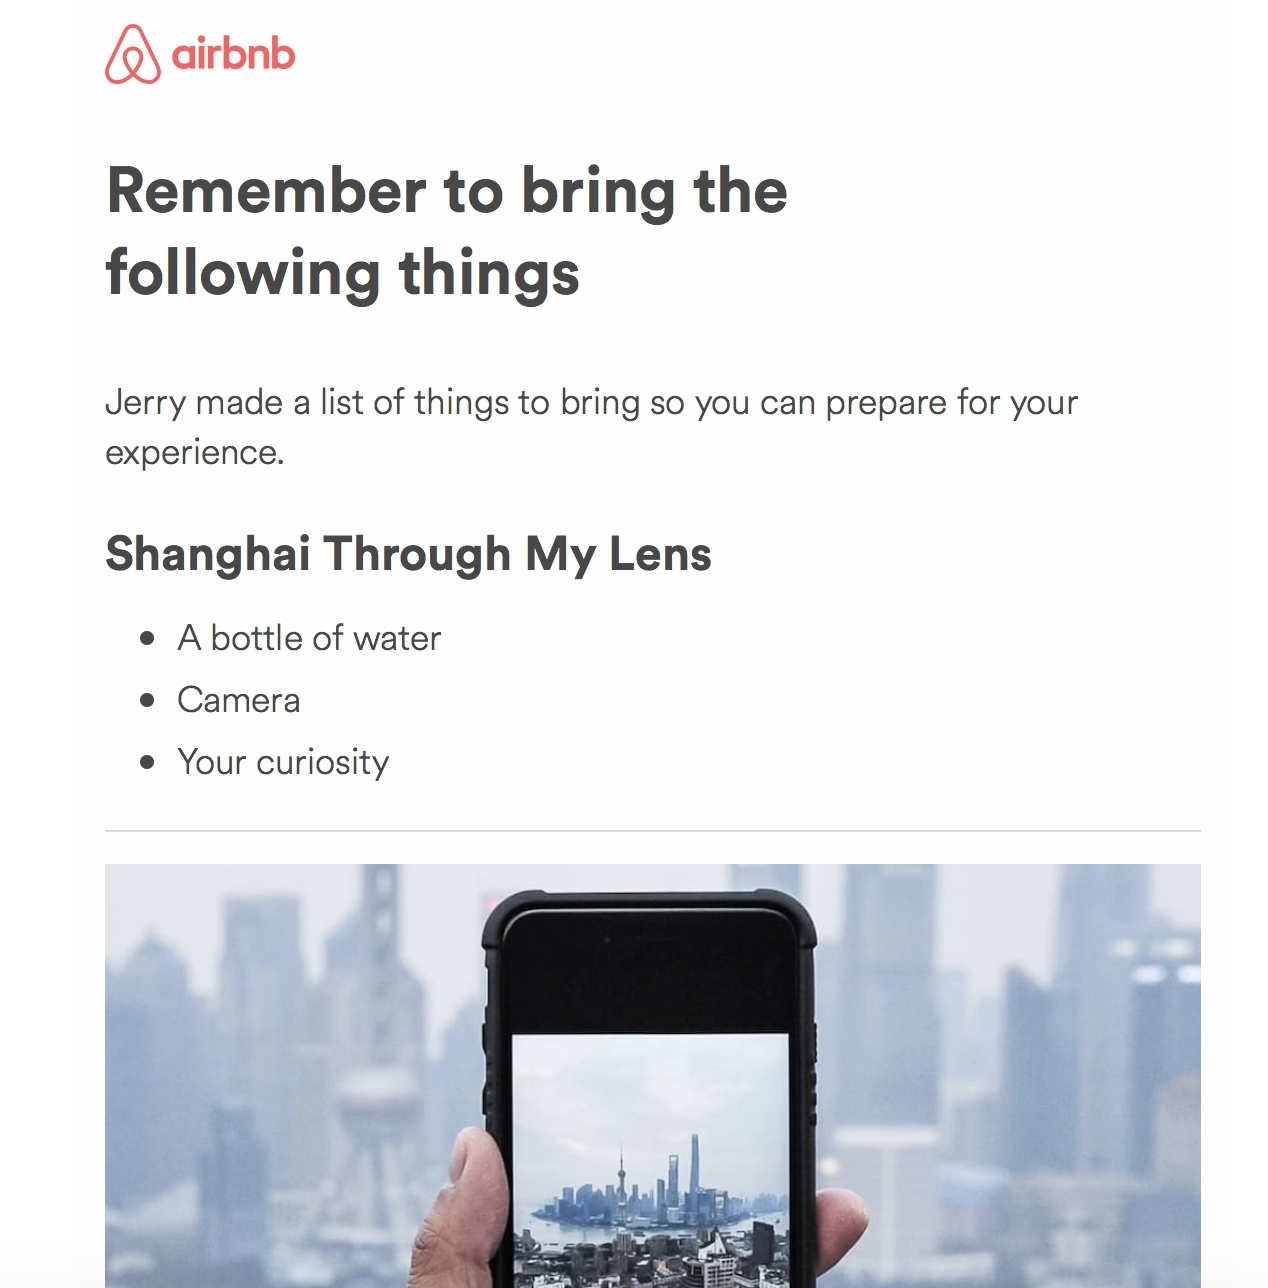 airbnb
Remember to bring the
following things
Jerry made a list of things to bring so you can prepare for your
experience.
Shanghai Through My Lens
A bottle of water
Camera
Your curiosity